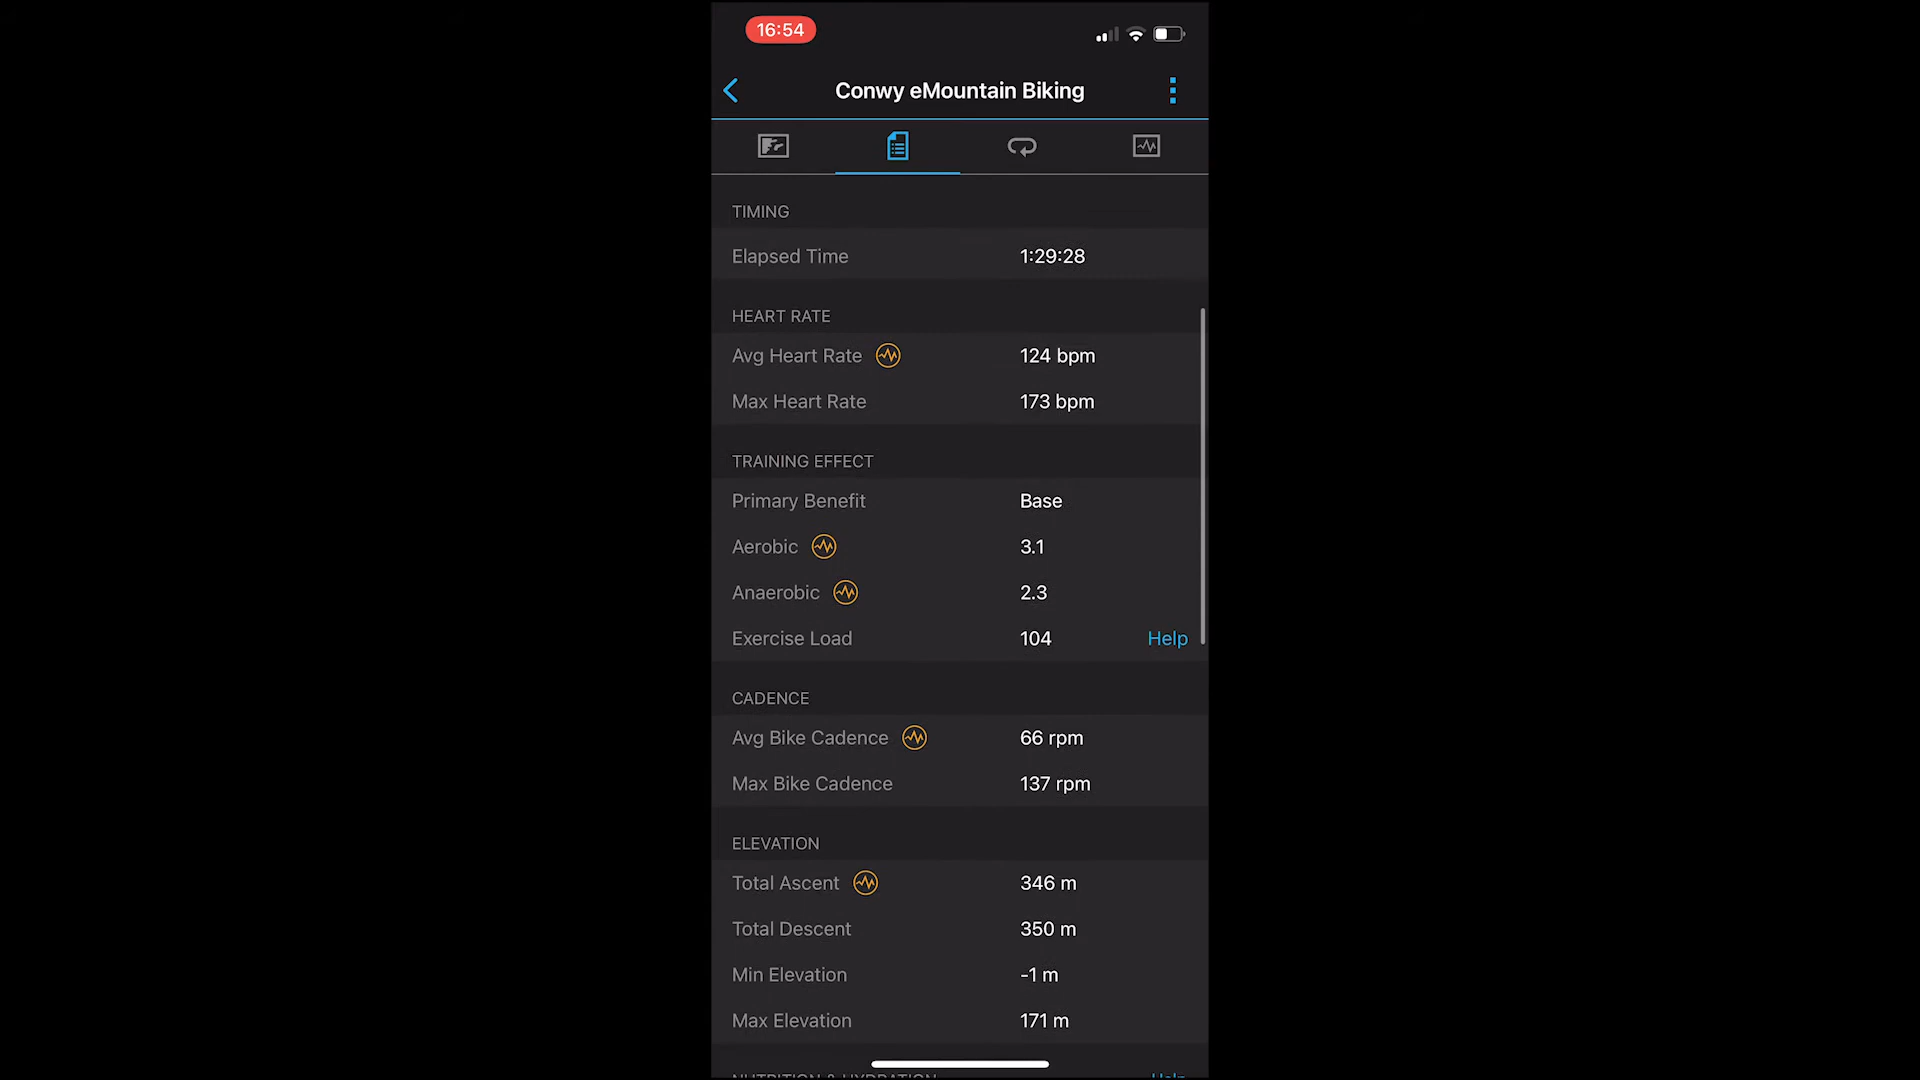 16:54
Conwy eMountain Biking
TIMING
Elapsed Time 1:29:28
HEART RATE
Avg Heart Rate 124 bpm
Max Heart Rate 173 bpm
TRAINING EFFECT
Primary Benefit Base
Aerobic 3.1
Anaerobic 2.3
Exercise Load 104 Help
CADENCE
Avg Bike Cadence 66 rpm
Max Bike Cadence 137 rpm
ELEVATION
Total Ascent 346 m
Total Descent 350 m
Min Elevation -1 m
Max Elevation 171 m
NUTRITION & HYDRATION Help